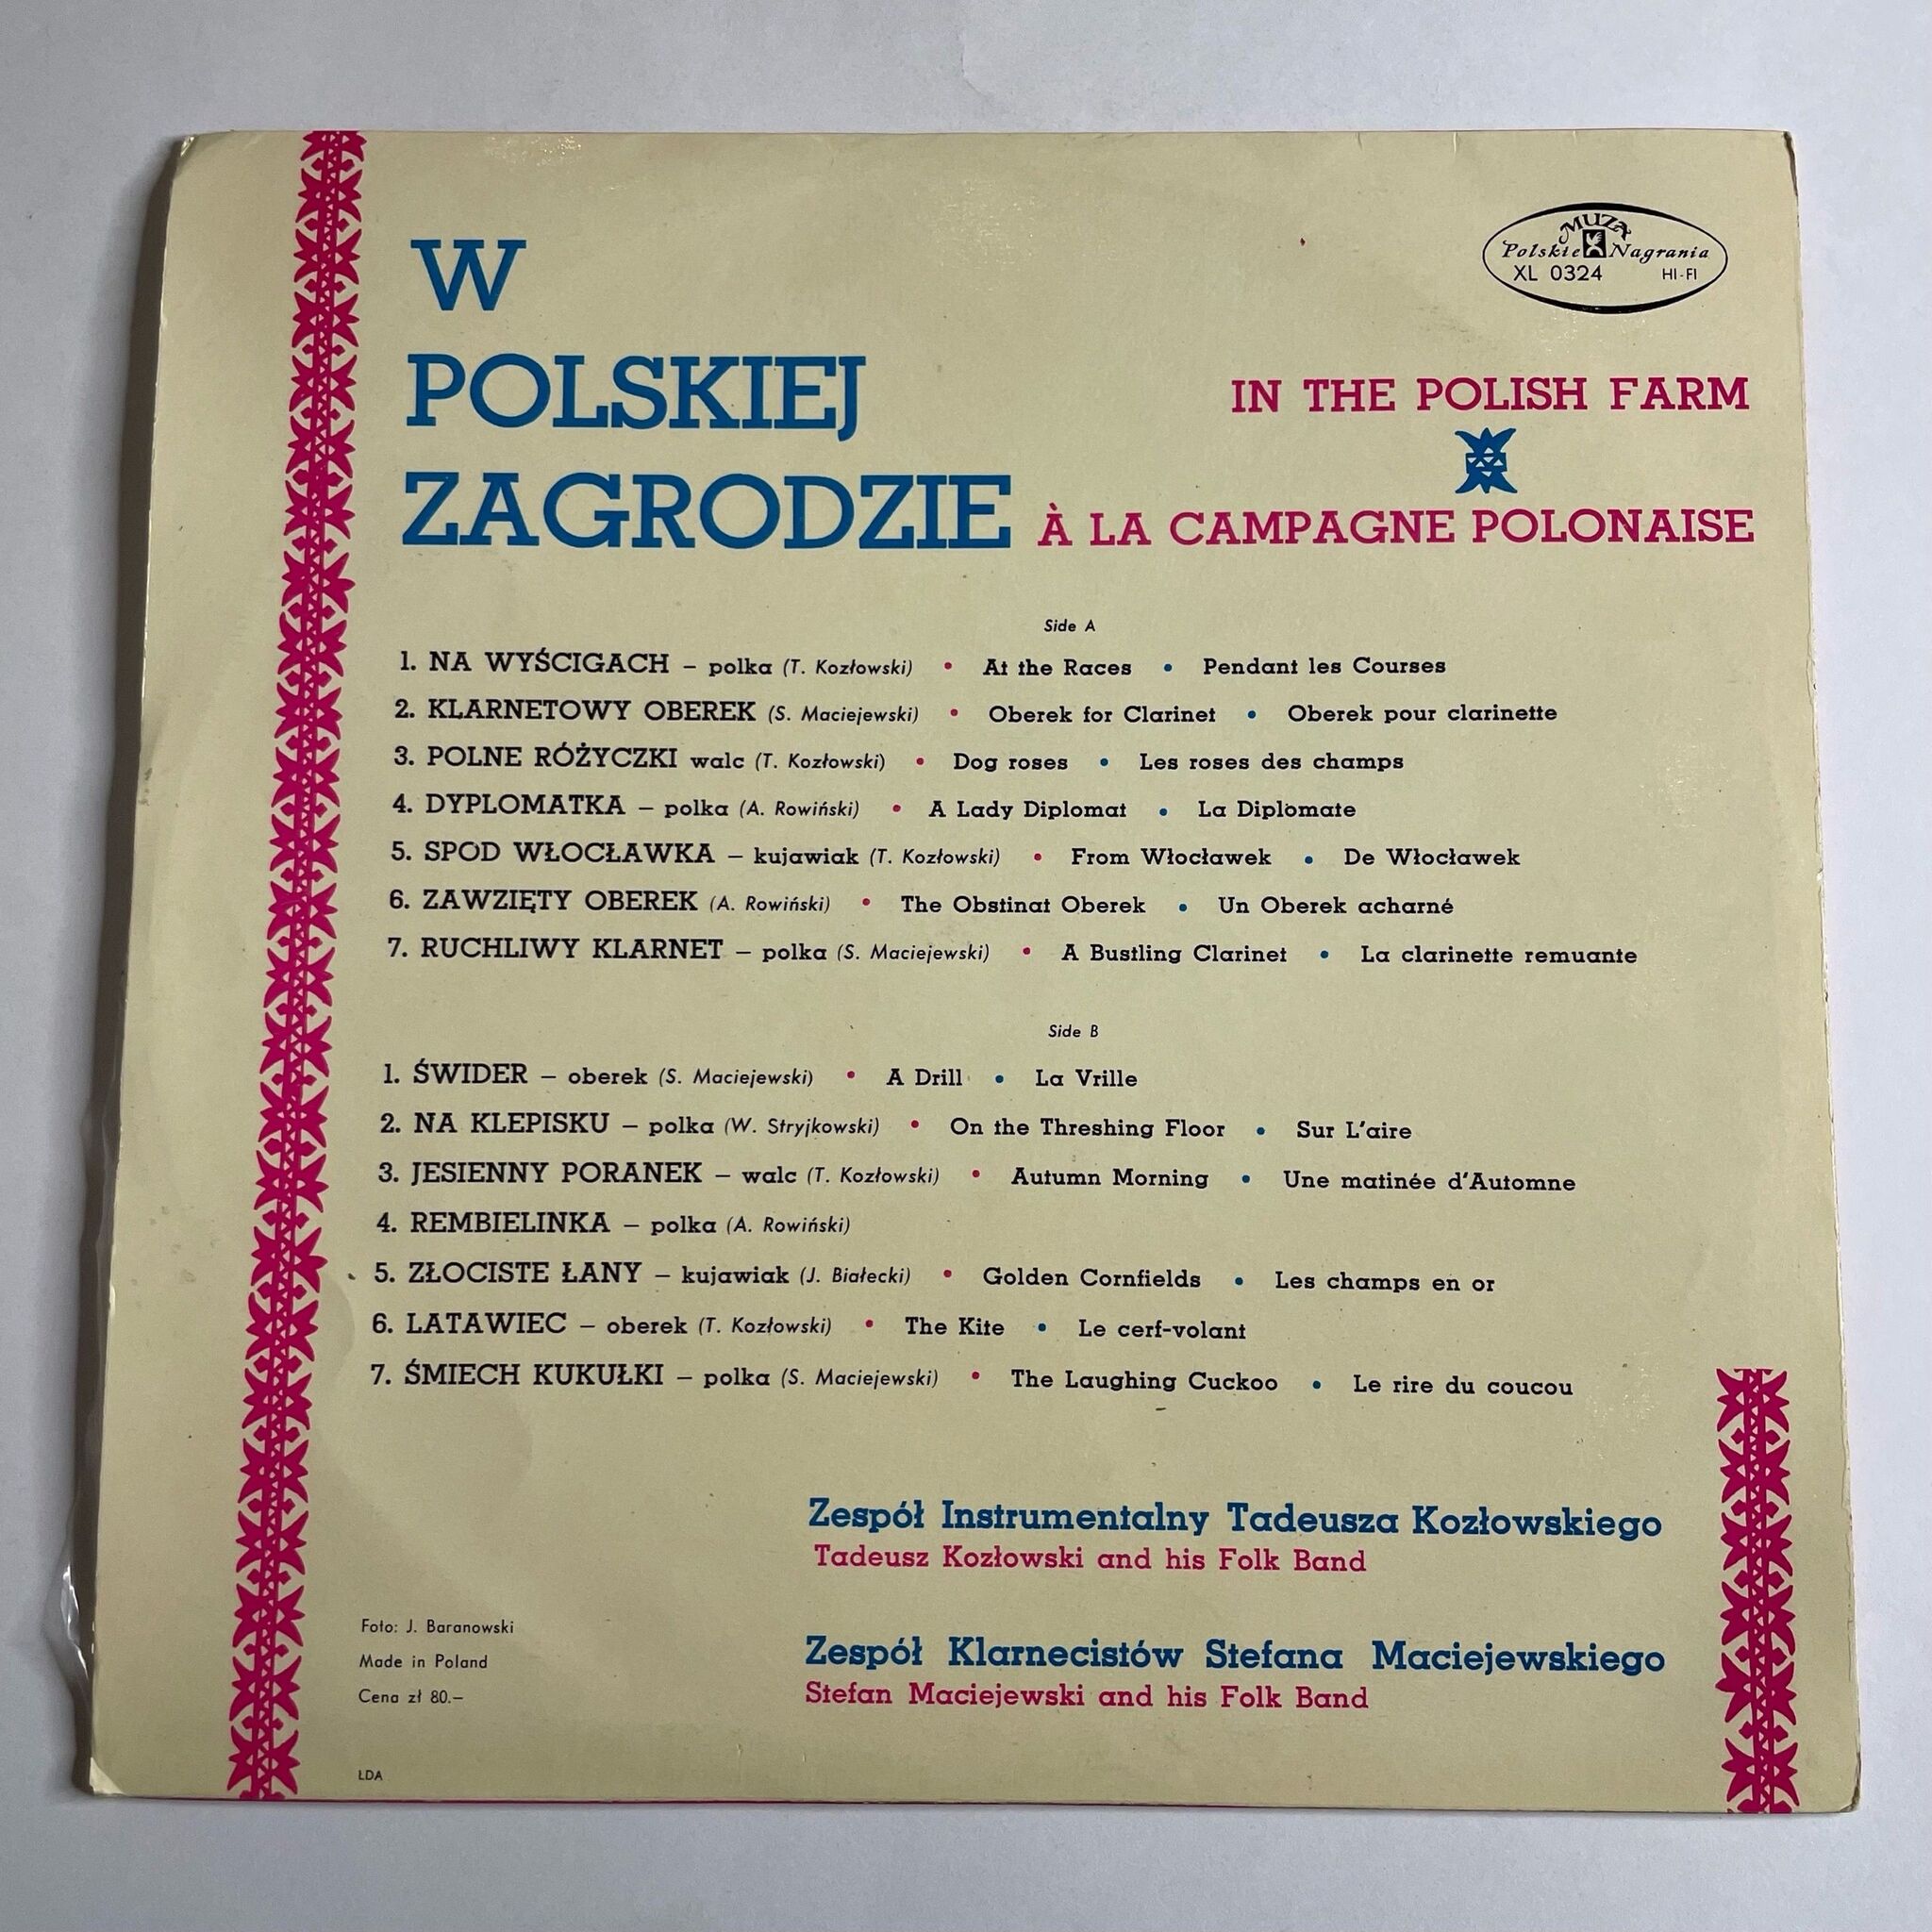 MUZA
Polskie Nagrania
XL 0324 HI-FI
W
POLSKIEJ
ZAGRODZIE
IN THE POLISH FARM
À LA CAMPAGNE POLONAISE
Side A
1. NA WYŚCIGACH – polka (T. Kozłowski) • At the Races • Pendant les Courses
2. KLARNETOWY OBEREK (S. Maciejewski) • Oberek for Clarinet • Oberek pour clarinette
3. POLNE RÓŻYCZKI walc (T. Kozłowski) • Dog roses • Les roses des champs
4. DYPLOMATKA – polka (A. Rowiński) • A Lady Diplomat • La Diplomate
5. SPOD WŁOCŁAWKA – kujawiak (T. Kozłowski) • From Włocławek • De Włocławek
6. ZAWZIĘTY OBEREK (A. Rowiński) • The Obstinat Oberek • Un Oberek acharné
7. RUCHLIWY KLARNET – polka (S. Maciejewski) • A Bustling Clarinet • La clarinette remuante
Side B
1. ŚWIDER – oberek (S. Maciejewski) • A Drill • La Vrille
2. NA KLEPISKU – polka (W. Stryjkowski) • On the Threshing Floor • Sur L'aire
3. JESIENNY PORANEK – walc (T. Kozłowski) • Autumn Morning • Une matinée d'Automne
4. REMBIELINKA – polka (A. Rowiński)
5. ZŁOCISTE ŁANY – kujawiak (J. Białecki) • Golden Cornfields • Les champs en or
6. LATAWIEC – oberek (T. Kozłowski) • The Kite • Le cerf-volant
7. ŚMIECH KUKUŁKI – polka (S. Maciejewski) • The Laughing Cuckoo • Le rire du coucou
Zespół Instrumentalny Tadeusza Kozłowskiego
Tadeusz Kozłowski and his Folk Band
Zespół Klarnecistów Stefana Maciejewskiego
Stefan Maciejewski and his Folk Band
Foto: J. Baranowski
Made in Poland
Cena zł 80.–
ŁDA